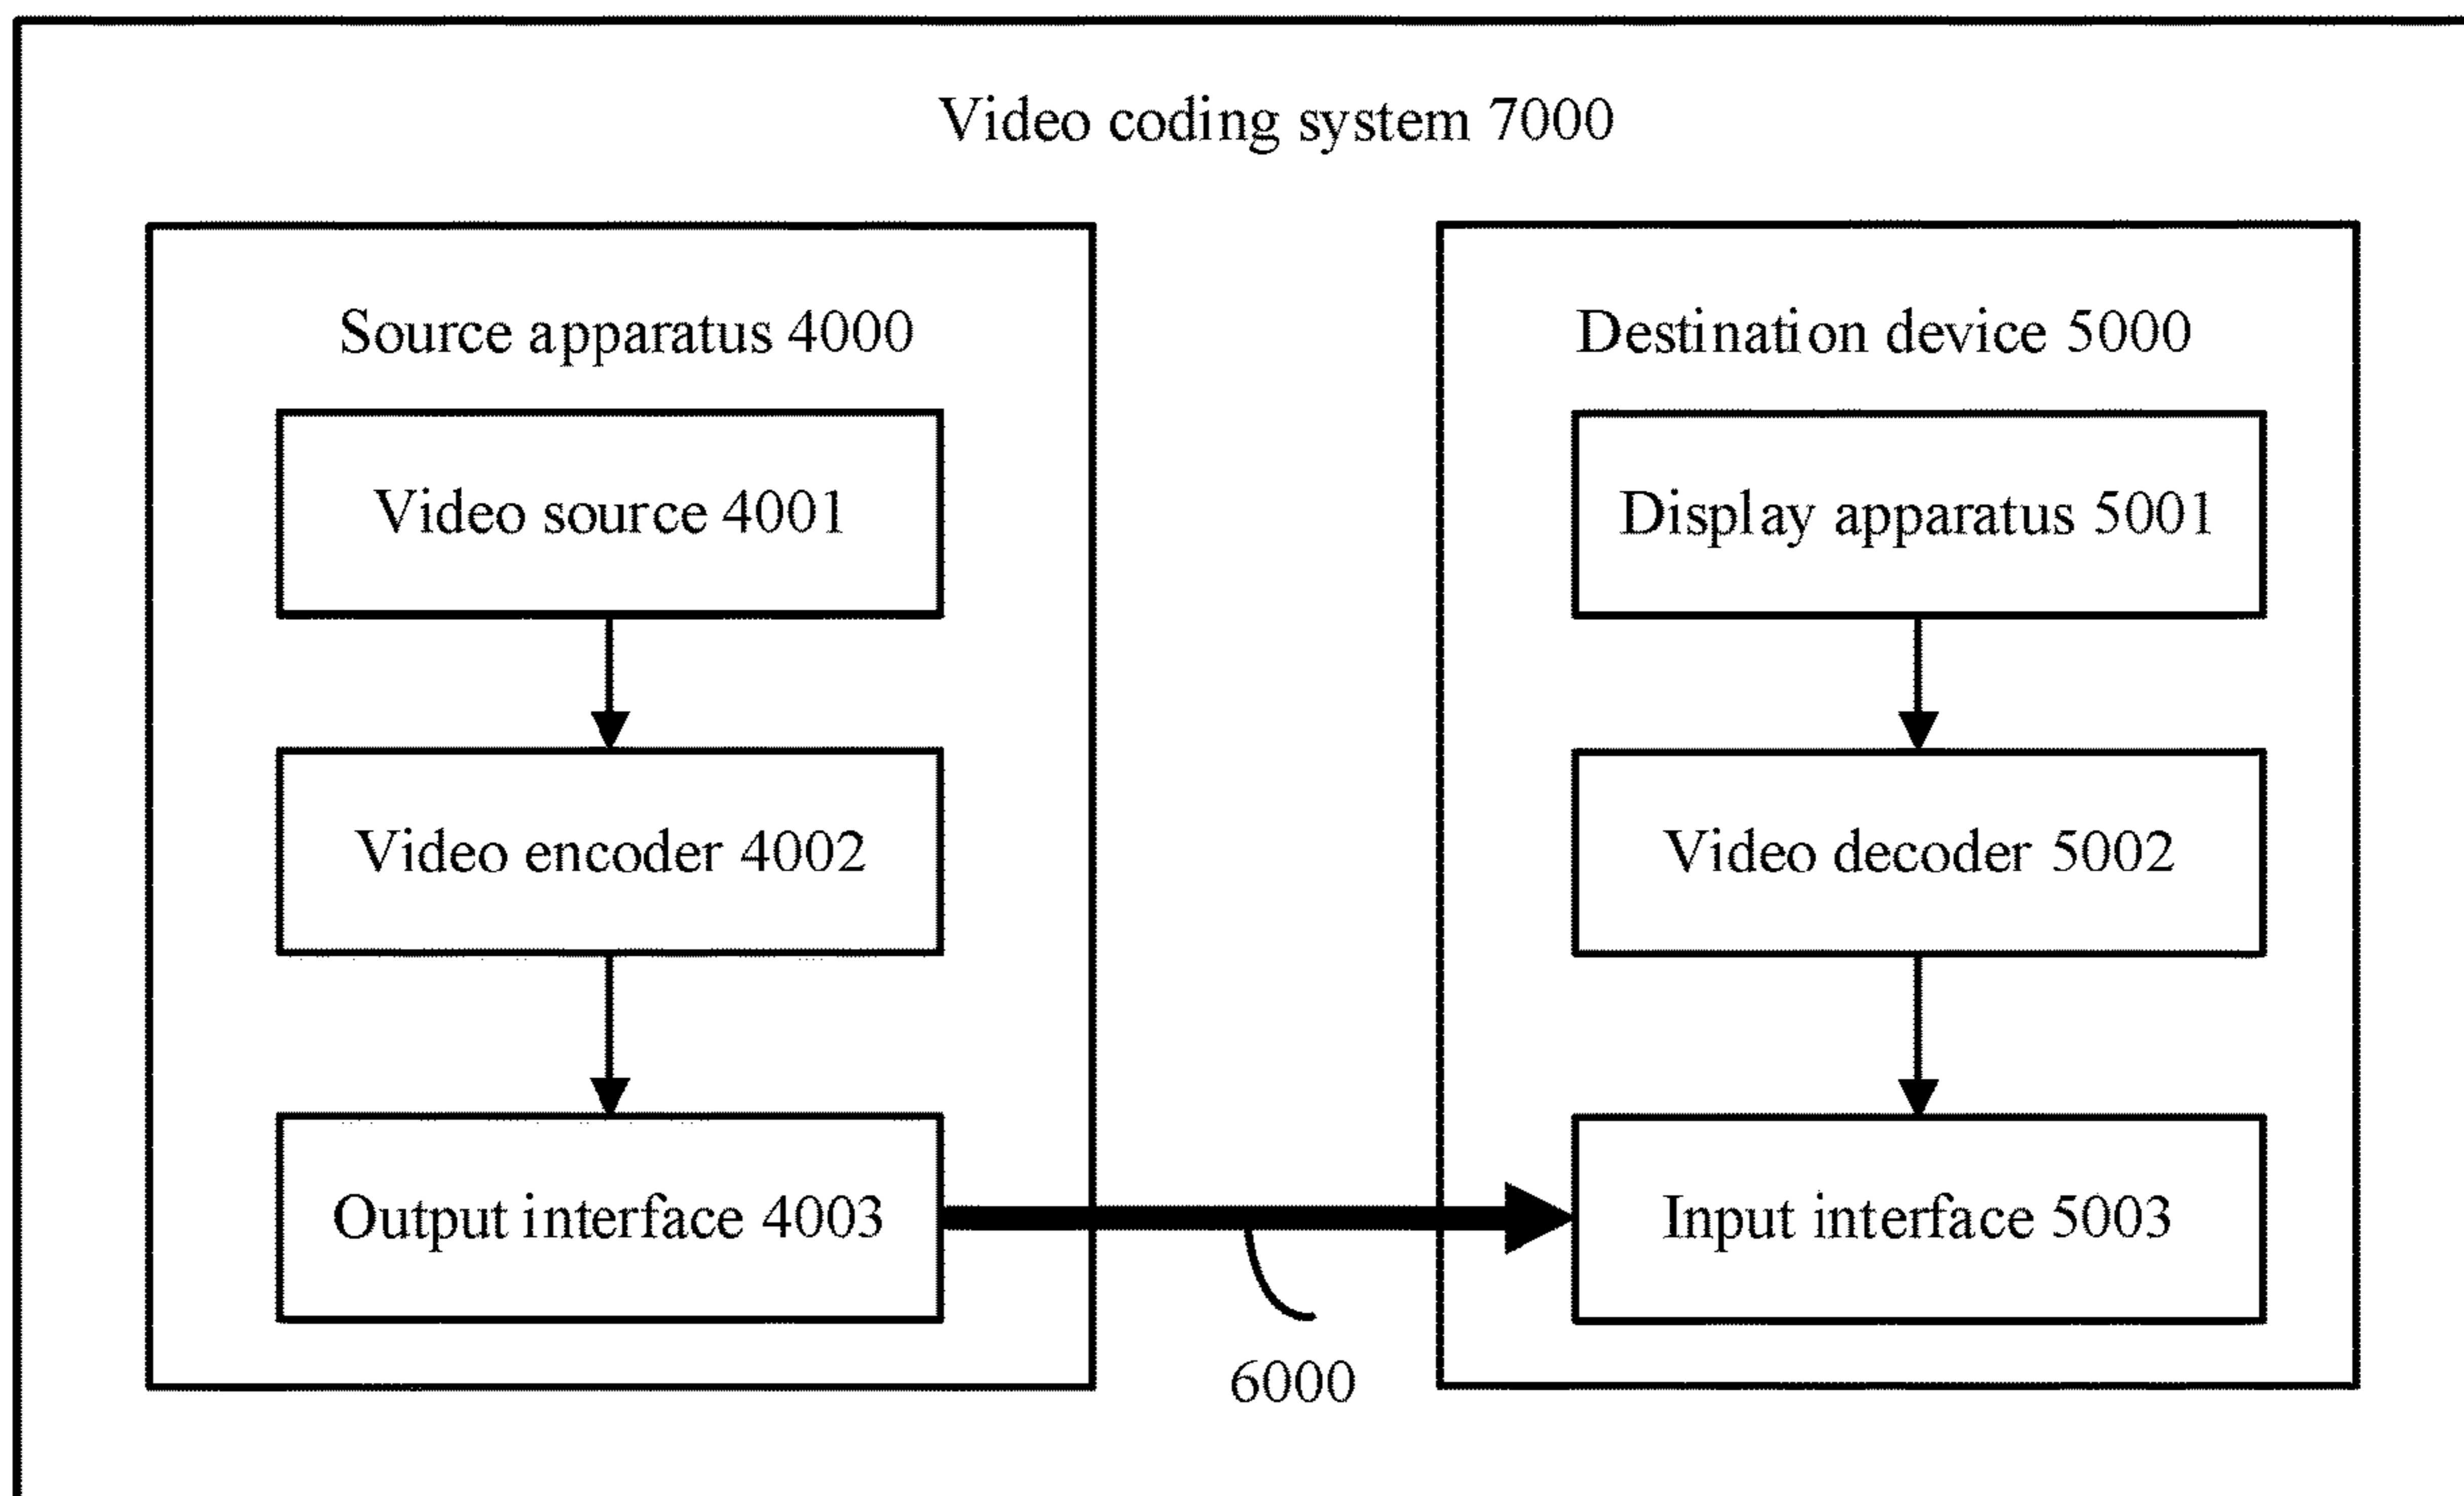 Video coding system 7000
Source apparatus 4000
Video source 4001
Video encoder 4002
Output interface 4003
Destination device 5000
Display apparatus 5001
Video decoder 5002
Input interface 5003
6000